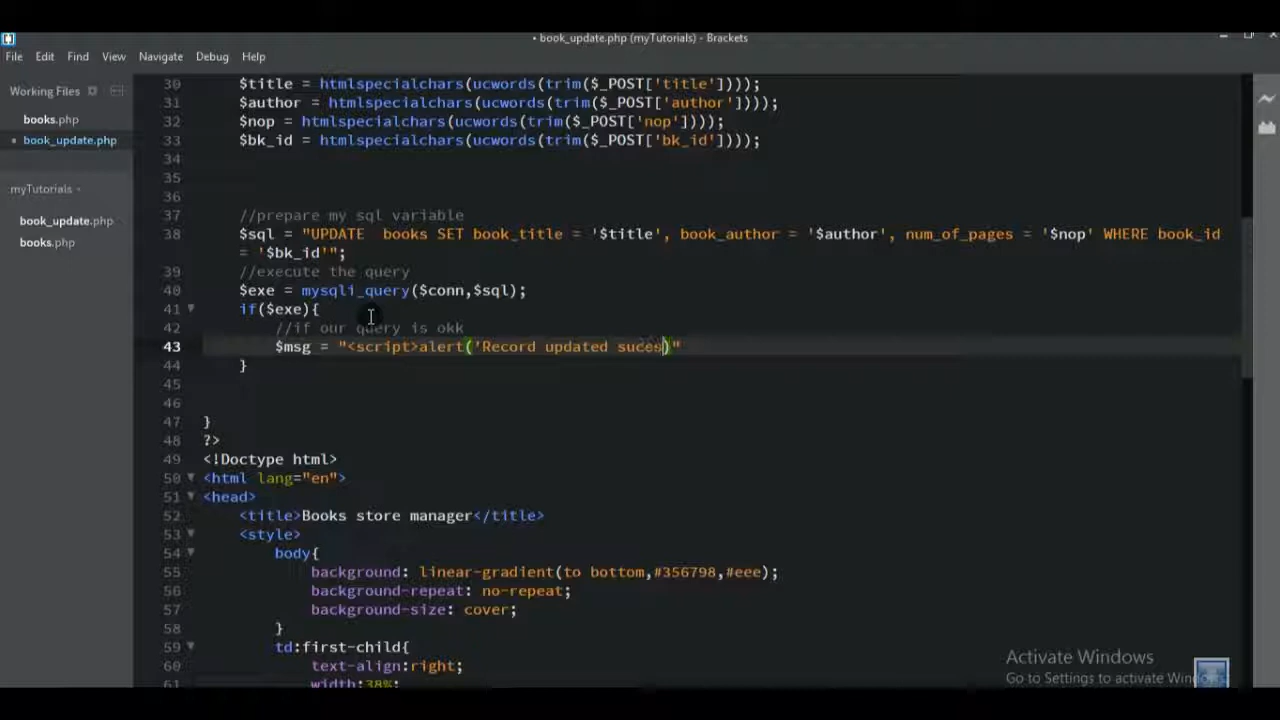 • book_update.php (myTutorials) - Brackets
File Edit Find View Navigate Debug Help
Working Files
books.php
• book_update.php
myTutorials
book_update.php
books.php
30 $title = htmlspecialchars(ucwords(trim($_POST['title'])));
31 $author = htmlspecialchars(ucwords(trim($_POST['author'])));
32 $nop = htmlspecialchars(ucwords(trim($_POST['nop'])));
33 $bk_id = htmlspecialchars(ucwords(trim($_POST['bk_id'])));
34
35
36
37 //prepare my sql variable
38 $sql = "UPDATE  books SET book_title = '$title', book_author = '$author', num_of_pages = '$nop' WHERE book_id
= '$bk_id'";
39 //execute the query
40 $exe = mysqli_query($conn,$sql);
41 if($exe){
42 //if our query is okk
43 $msg = "<script>alert('Record updated suces)"
44 }
45
46
47 }
48 ?>
49 <!Doctype html>
50 <html lang="en">
51 <head>
52 <title>Books store manager</title>
53 <style>
54 body{
55 background: linear-gradient(to bottom,#356798,#eee);
56 background-repeat: no-repeat;
57 background-size: cover;
58 }
59 td:first-child{
60 text-align:right;
61 width:38%;
Activate Windows
Go to Settings to activate Windows.